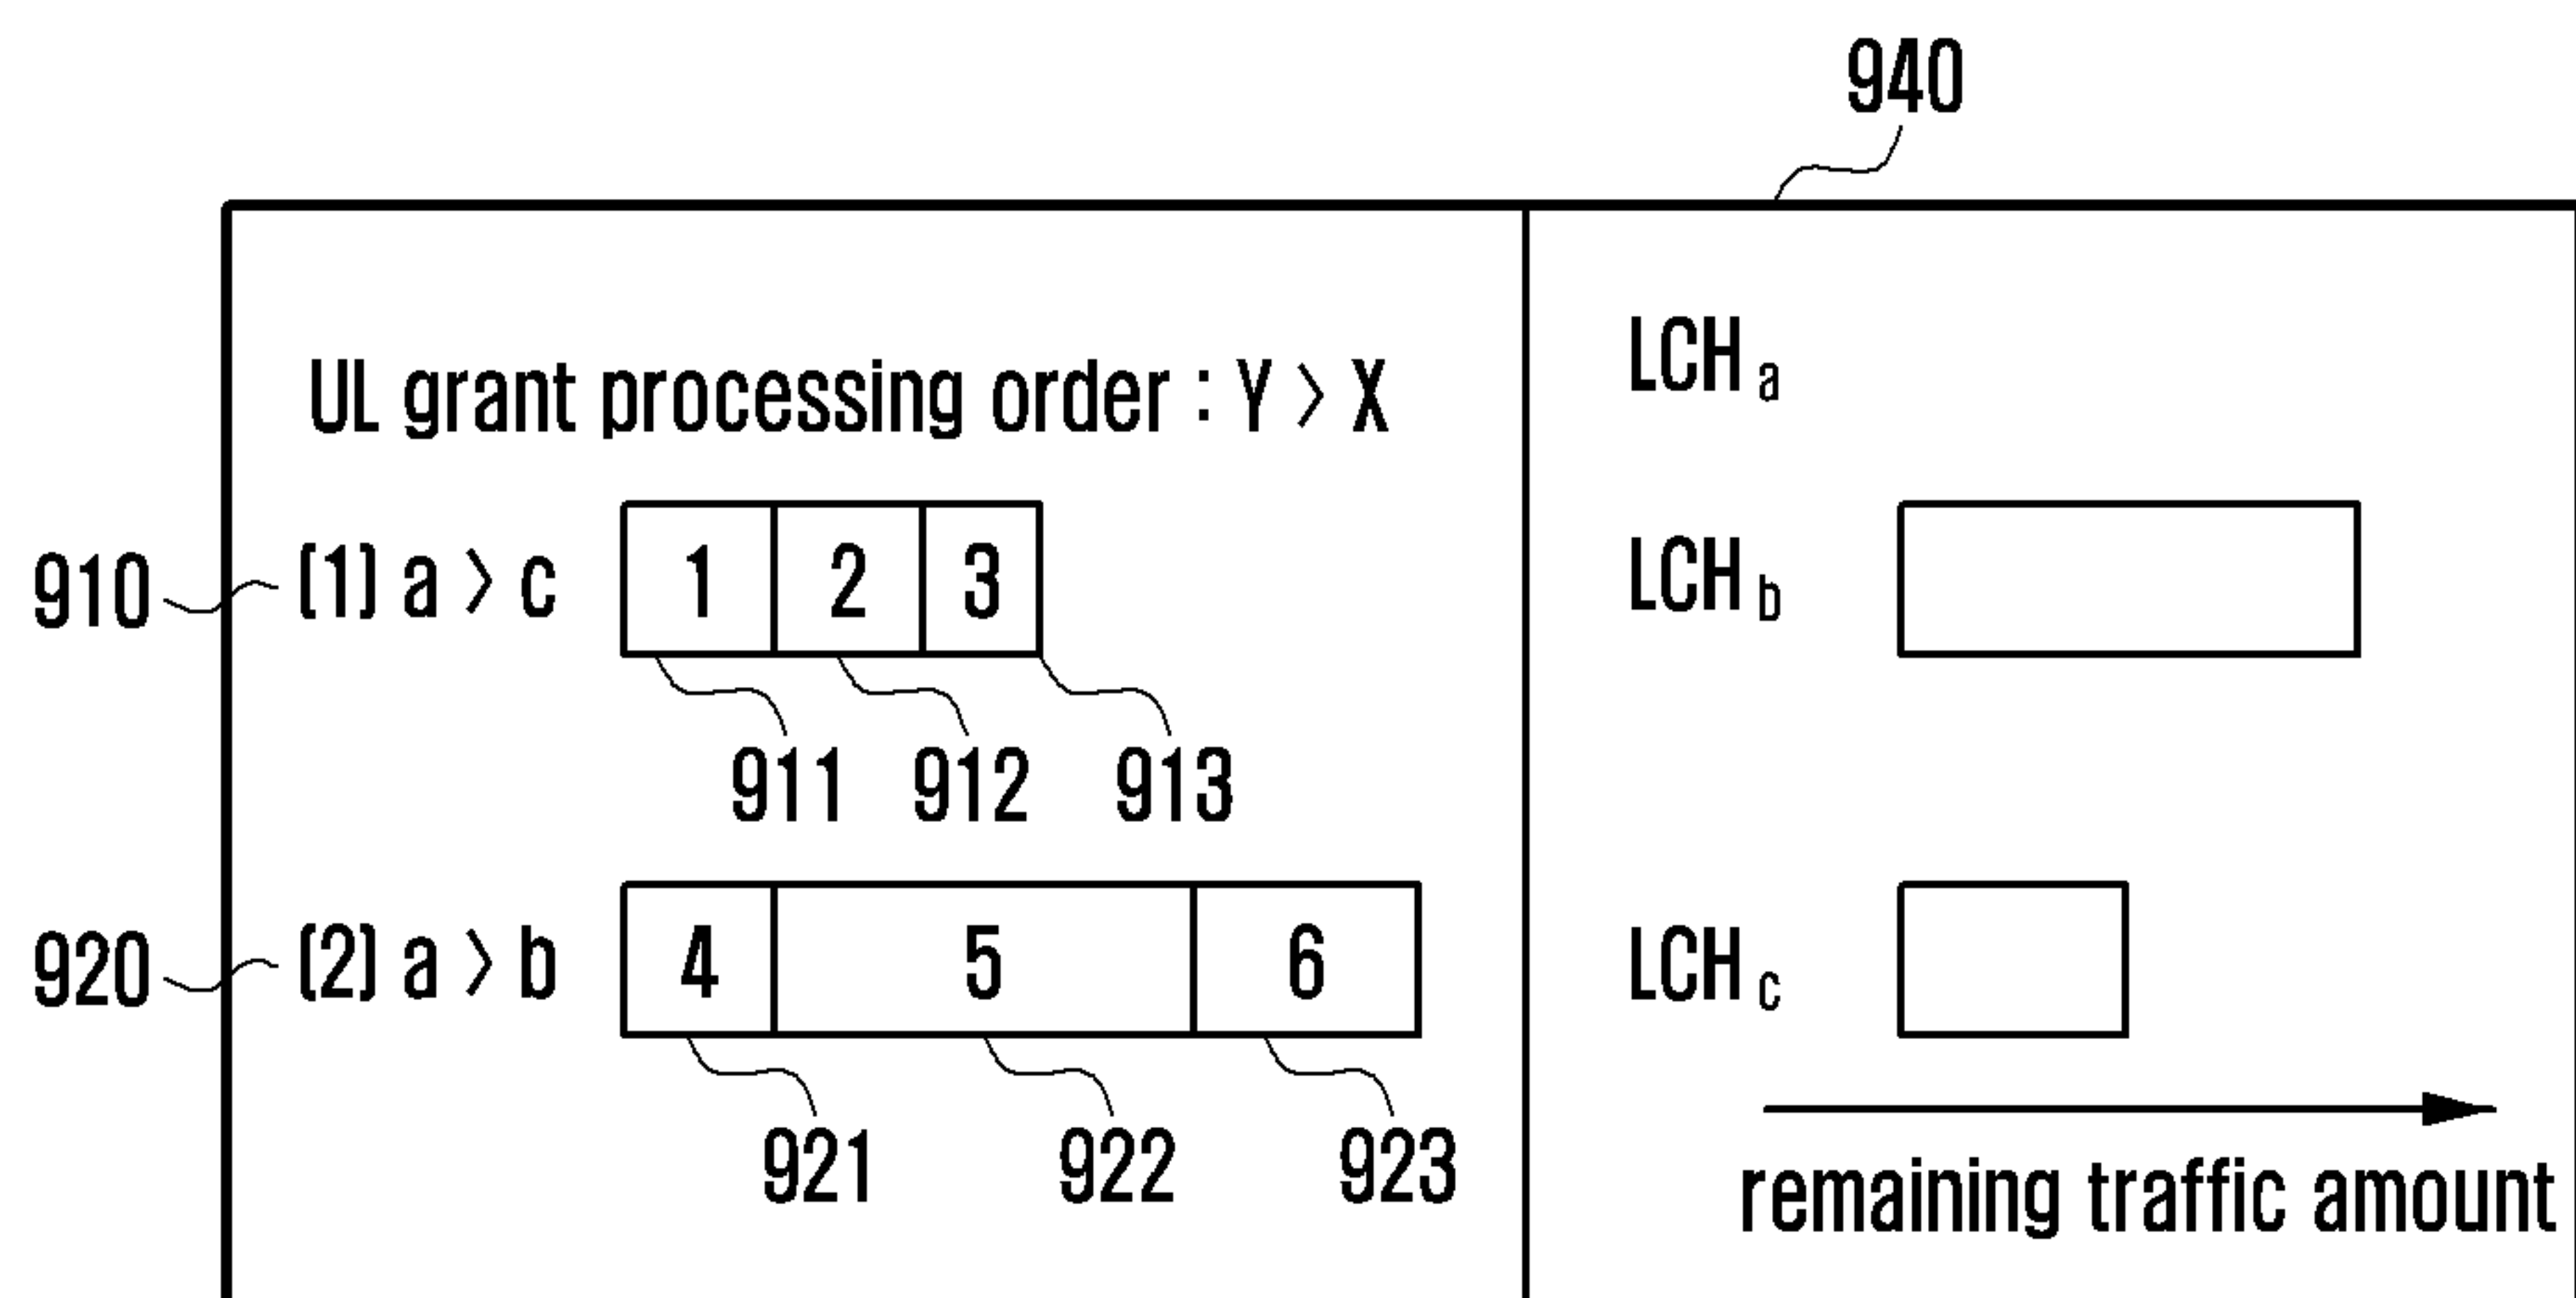 940
UL grant processing order : Y > X
LCH a
910 (1) a > c 1 2 3
LCH b
911 912 913
920 (2) a > b 4 5 6
LCH c
921 922 923
remaining traffic amount